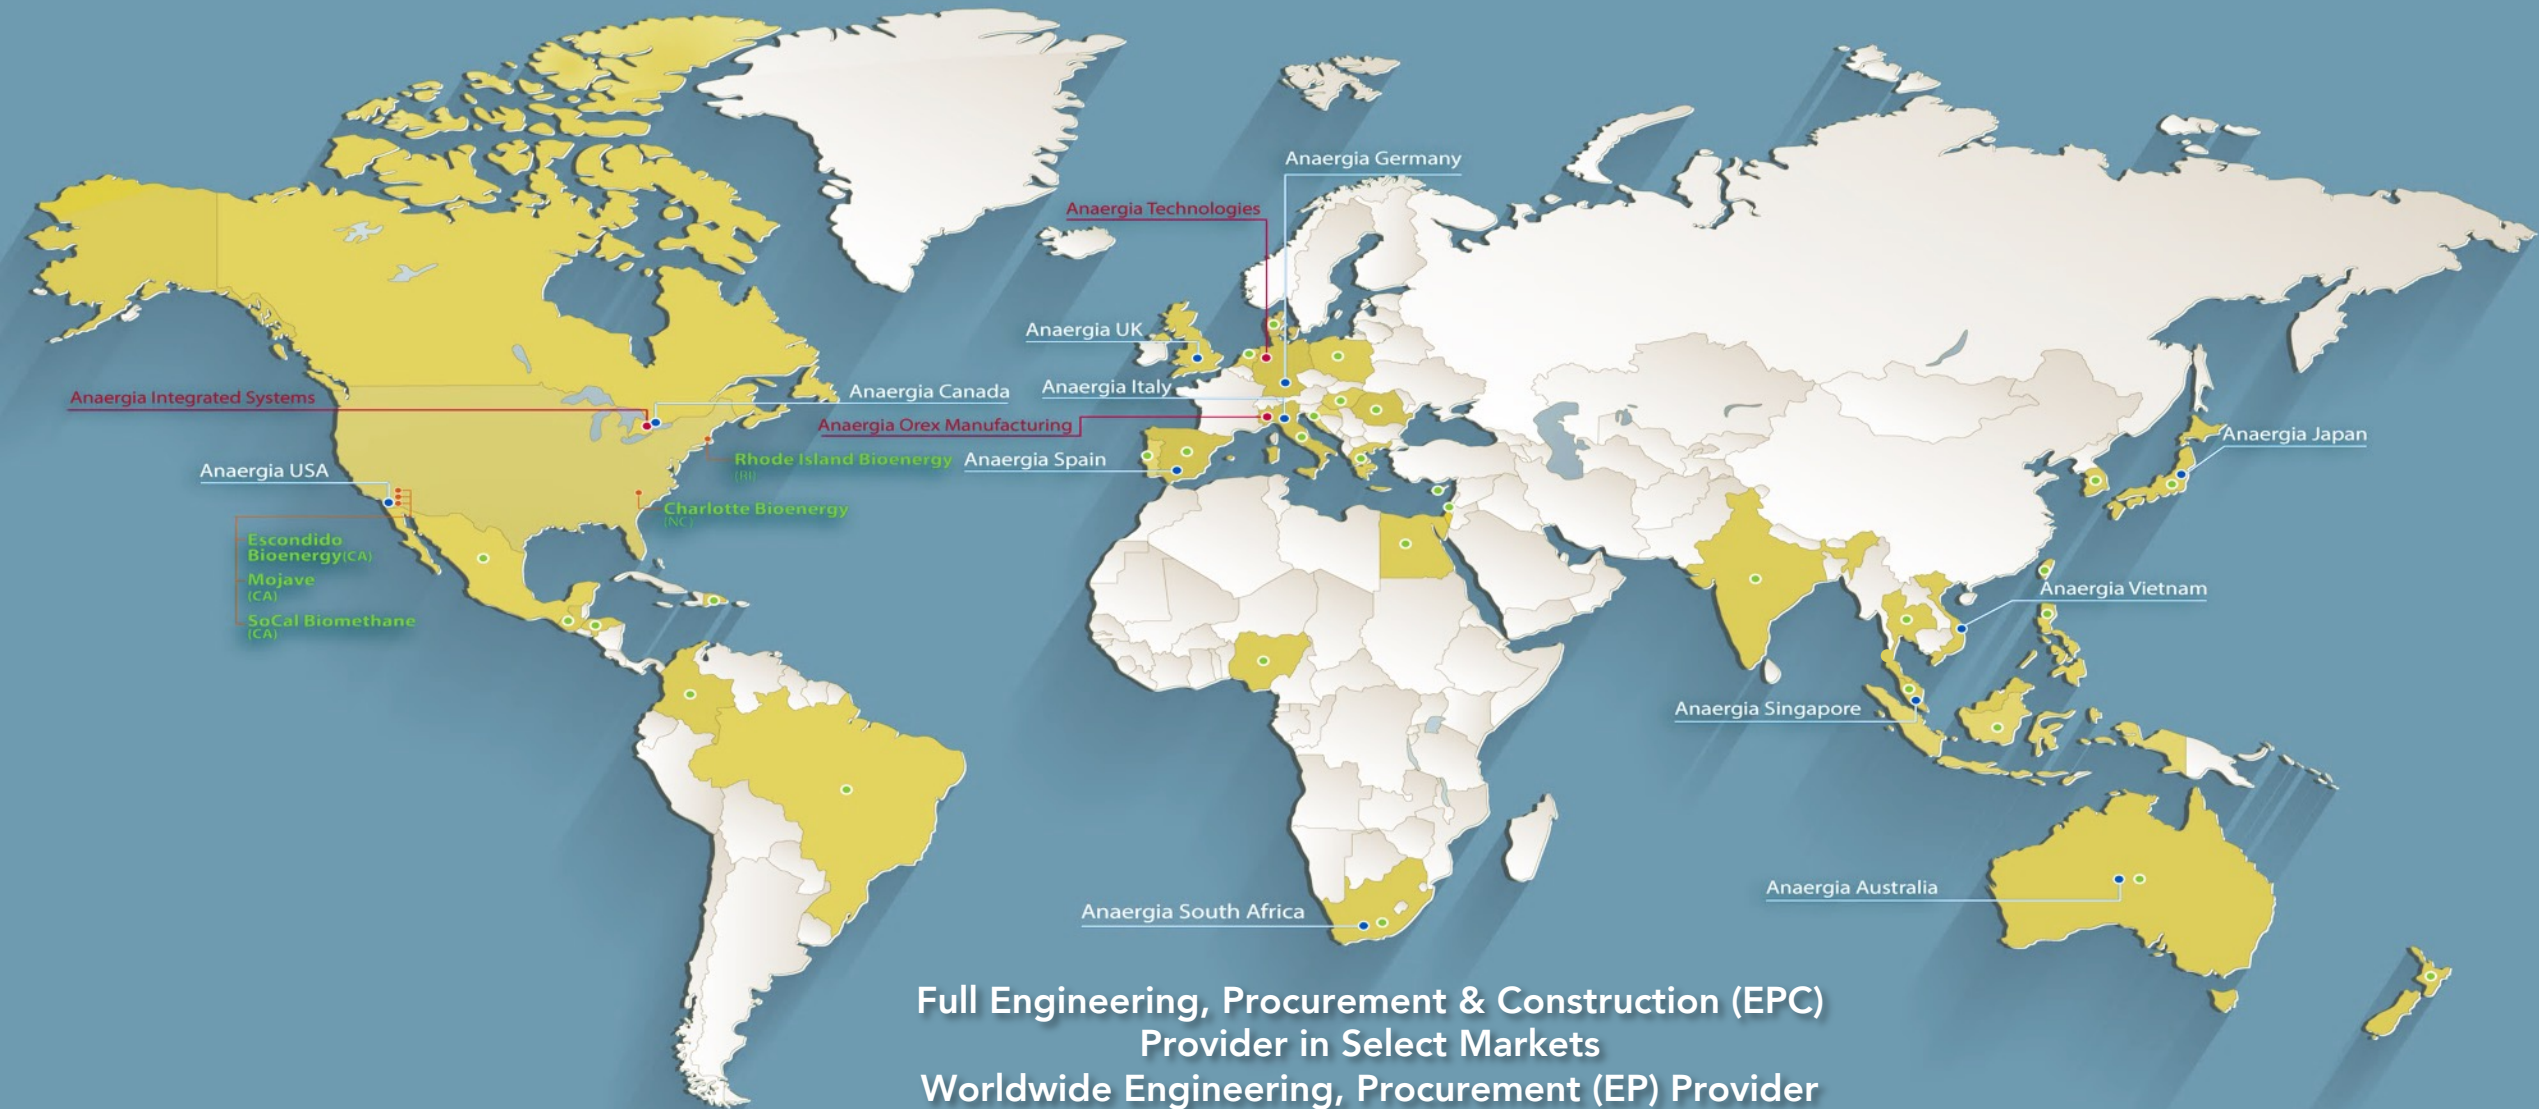 Anaergia Germany
Anaergia Technologies
Anaergia UK
Anaergia Italy
Anaergia Canada
Anaergia Integrated Systems
Anaergia Orex Manufacturing
Anaergia Japan
Rhode Island Bioenergy
(RI)
Anaergia Spain
Anaergia USA
Charlotte Bioenergy
(NC)
Escondido
Bioenergy(CA)
Mojave
(CA)
SoCal Biomethane
(CA)
Anaergia Vietnam
Anaergia Singapore
Anaergia Australia
Anaergia South Africa
Full Engineering, Procurement & Construction (EPC)
Provider in Select Markets
Worldwide Engineering, Procurement (EP) Provider